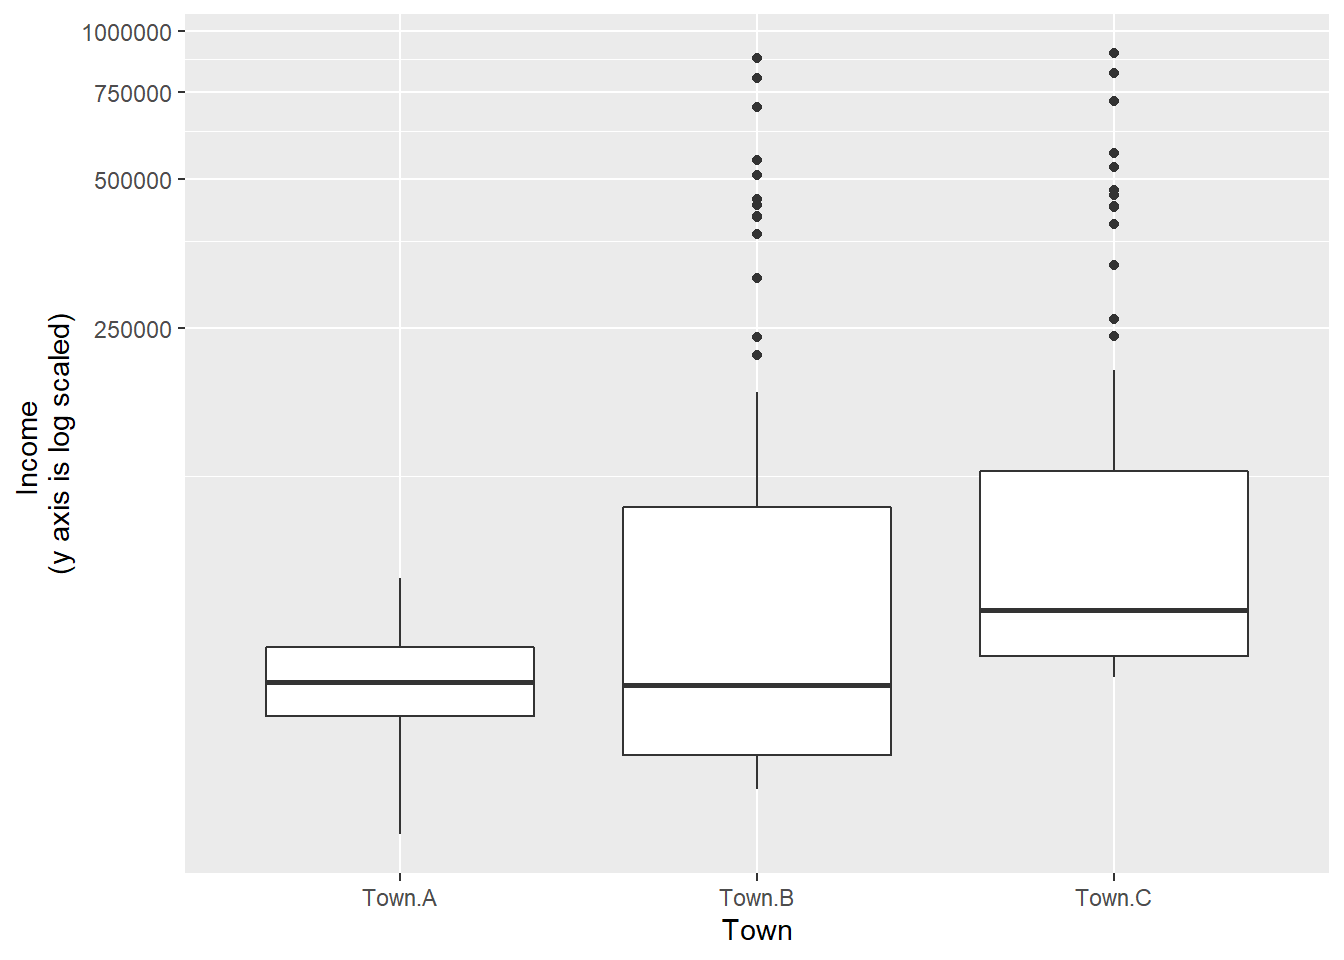 1000000
750000
500000
250000
Income
(y axis is log scaled)
Town.A
Town.B
Town.C
Town